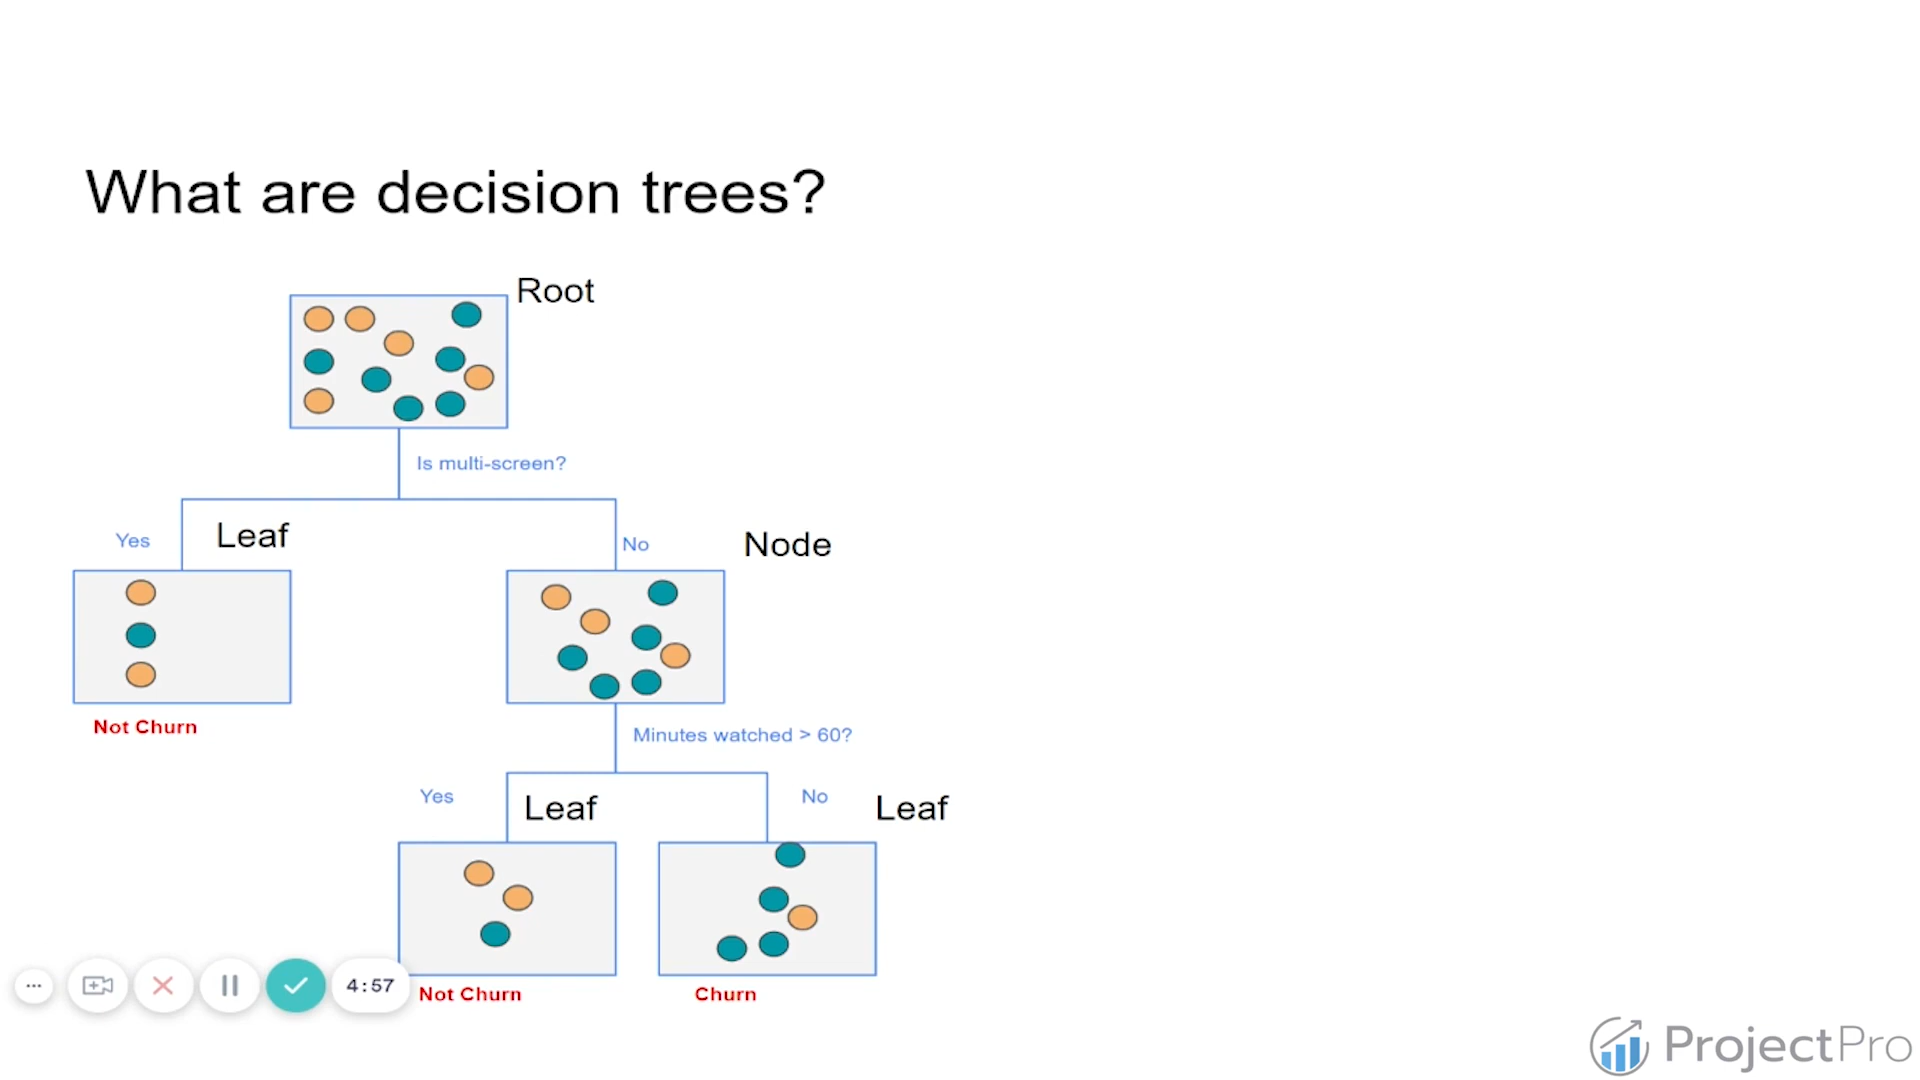 What are decision trees?
Root
Is multi-screen?
Yes
Leaf
No
Node
Not Churn
Minutes watched > 60?
Yes
Leaf
No
Leaf
4:57
Not Churn
Churn
ProjectPro